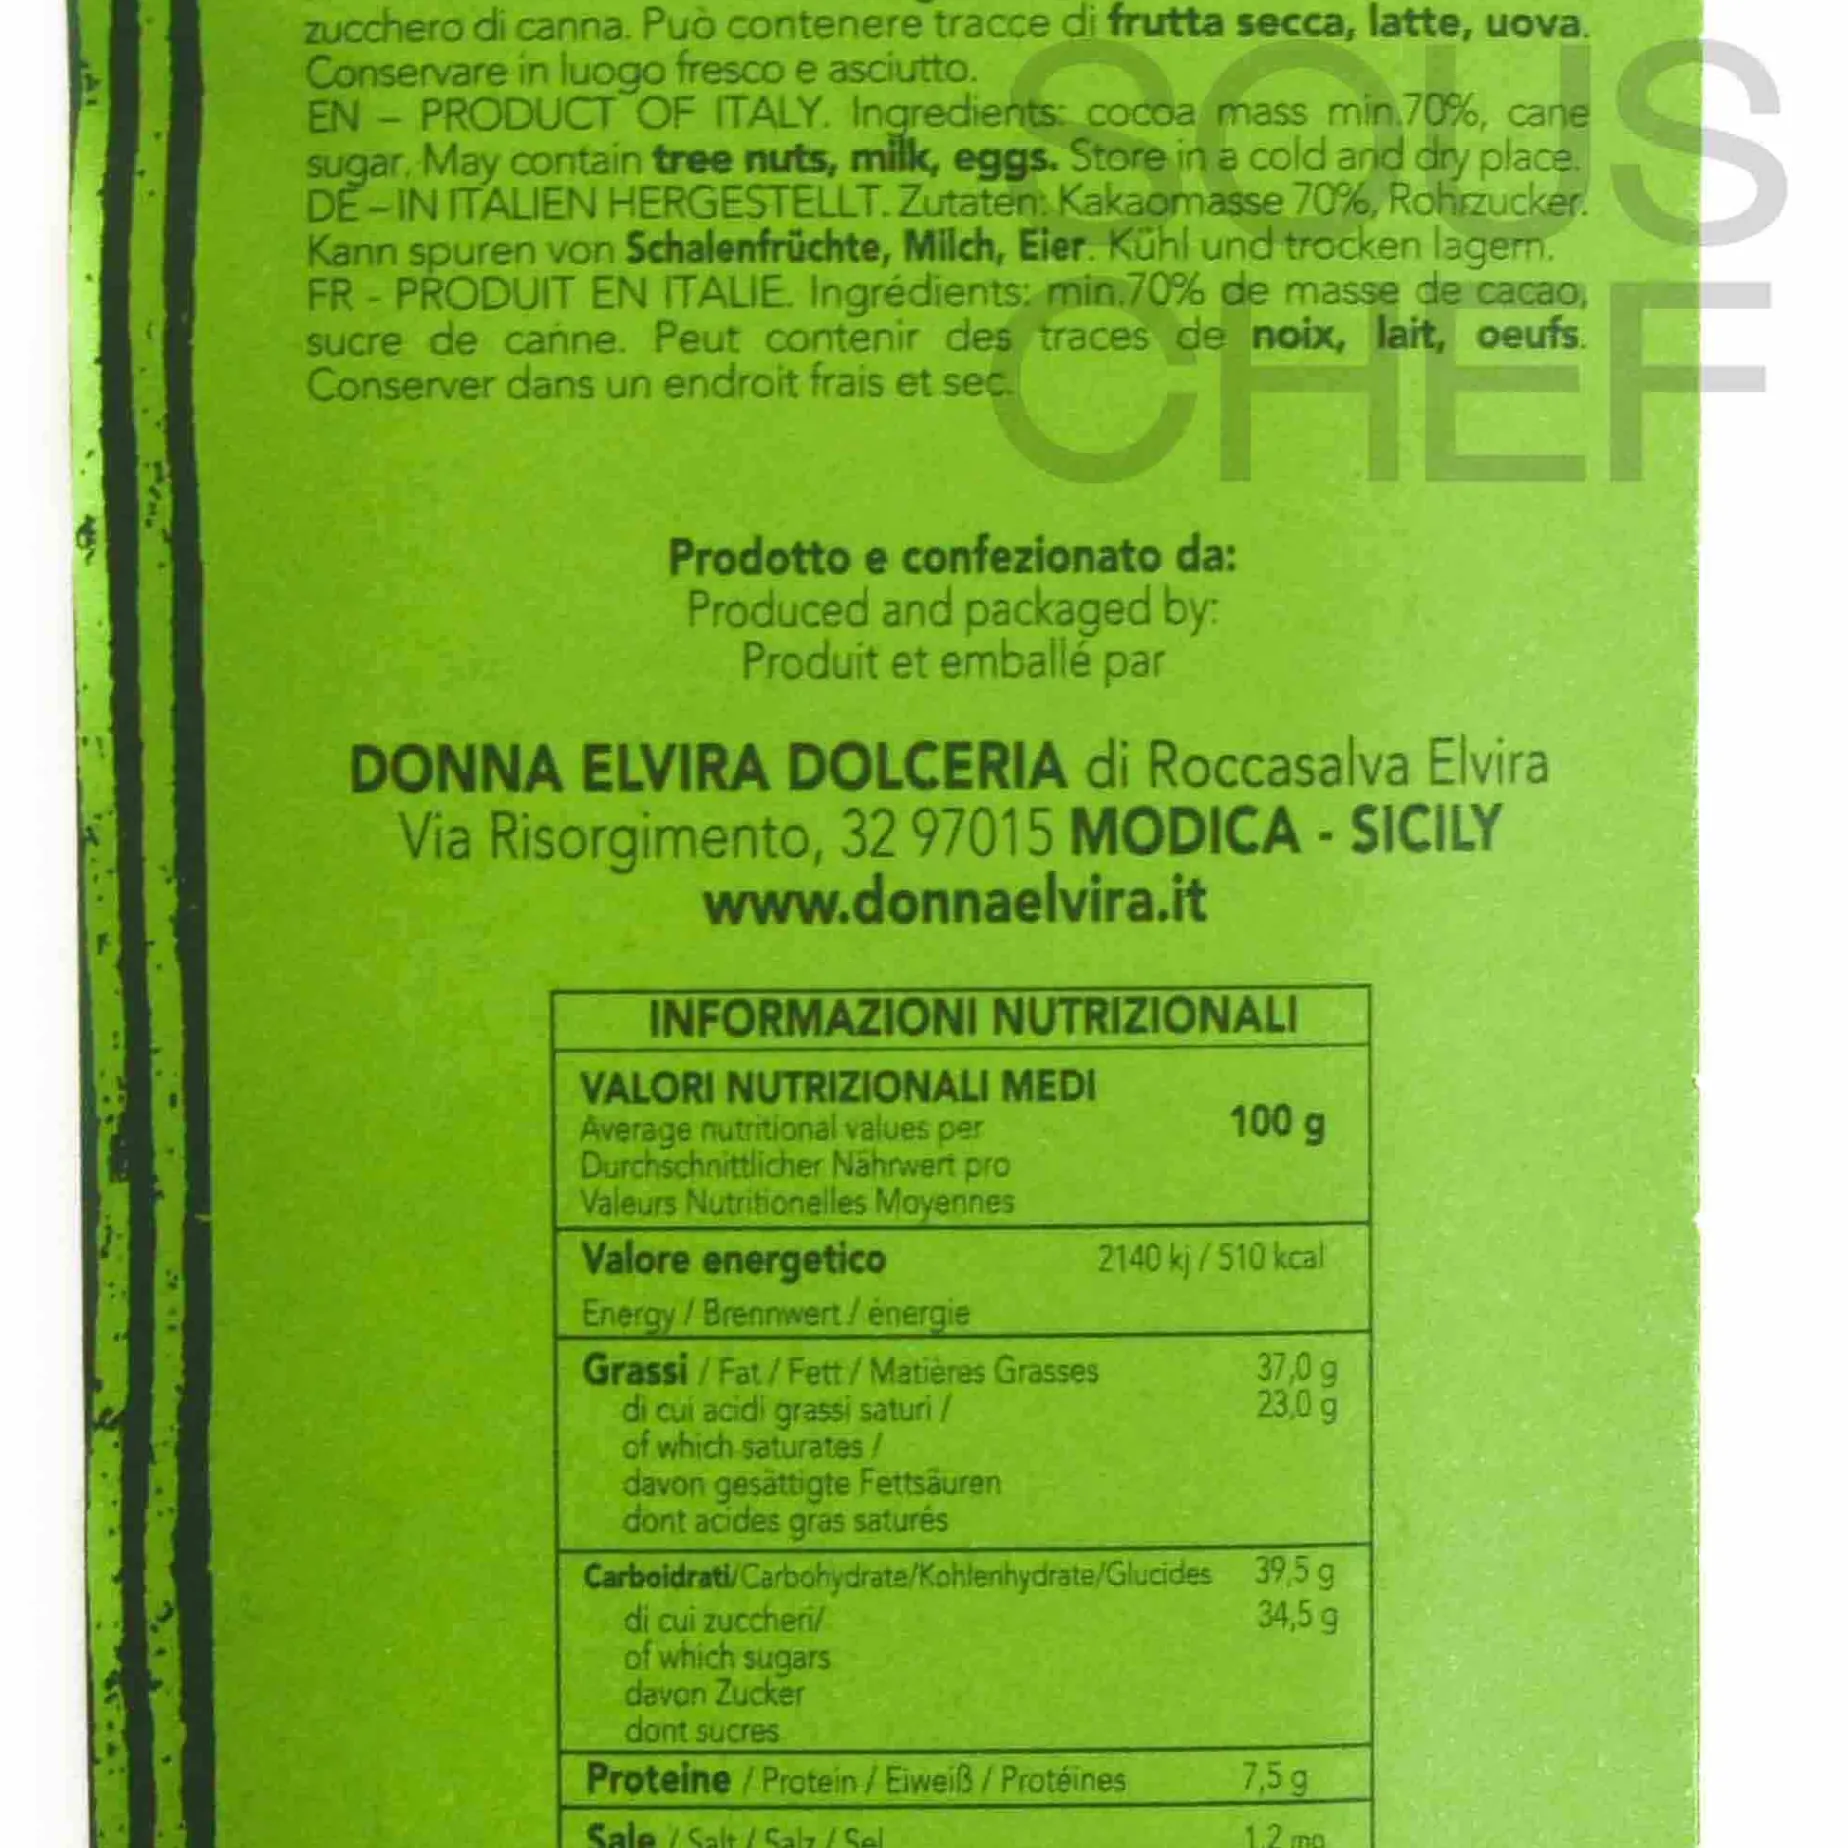 zucchero di canna. Può contenere tracce di frutta secca, latte, uova.
Conservare in luogo fresco e asciutto.
EN – PRODUCT OF ITALY. Ingredients: cocoa mass min.70%, cane
sugar. May contain tree nuts, milk, eggs. Store in a cold and dry place.
DE – IN ITALIEN HERGESTELLT. Zutaten: Kakaomasse 70%, Rohrzucker.
Kann spuren von Schalenfrüchte, Milch, Eier. Kühl und trocken lagern.
FR - PRODUIT EN ITALIE. Ingrédients: min.70% de masse de cacao,
sucre de canne. Peut contenir des traces de noix, lait, oeufs.
Conserver dans un endroit frais et sec.
SOUS
CHEF
Prodotto e confezionato da:
Produced and packaged by:
Produit et emballé par
DONNA ELVIRA DOLCERIA di Roccasalva Elvira
Via Risorgimento, 32 97015 MODICA - SICILY
www.donnaelvira.it
INFORMAZIONI NUTRIZIONALI
VALORI NUTRIZIONALI MEDI
Average nutritional values per 100 g
Durchschnittlicher Nährwert pro
Valeurs Nutritionelles Moyennes
Valore energetico 2140 kj / 510 kcal
Energy / Brennwert / énergie
Grassi / Fat / Fett / Matières Grasses 37,0 g
di cui acidi grassi saturi / 23,0 g
of which saturates /
davon gesättigte Fettsäuren
dont acides gras saturés
Carboidrati/Carbohydrate/Kohlenhydrate/Glucides 39,5 g
di cui zuccheri/ 34,5 g
of which sugars
davon Zucker
dont sucres
Proteine / Protein / Eiweiß / Protéines 7,5 g
Sale / Salt / Salz / Sel 1,2 mg